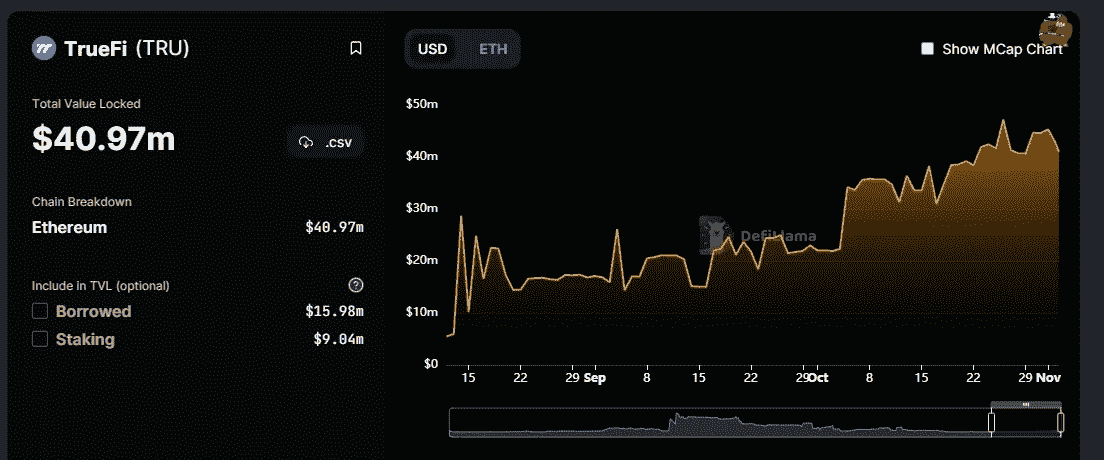 TrueFi (TRU)
Total Value Locked
$40.97m
.CSV
Chain Breakdown
Ethereum $40.97m
Include in TVL (optional) ?
Borrowed $15.98m
Staking $9.04m
USD ETH
Show MCap Chart
$50m
$40m
$30m
$20m
$10m
$0
DefiLlama
15 22 29 Sep 8 15 22 29 Oct 8 15 22 29 Nov